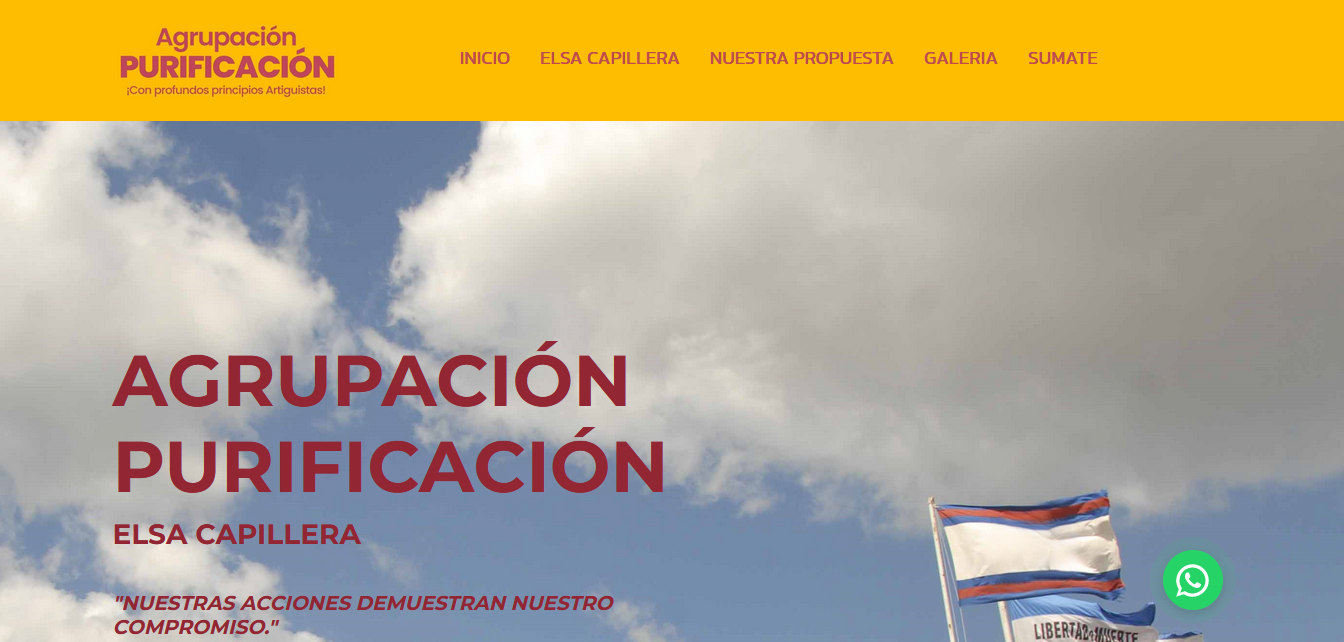 Agrupación
PURIFICACIÓN
¡Con profundos principios Artiguistas!
INICIO ELSA CAPILLERA NUESTRA PROPUESTA GALERIA SUMATE
AGRUPACIÓN
PURIFICACIÓN
ELSA CAPILLERA
"NUESTRAS ACCIONES DEMUESTRAN NUESTRO
COMPROMISO."
LIBERTAD o MUERTE